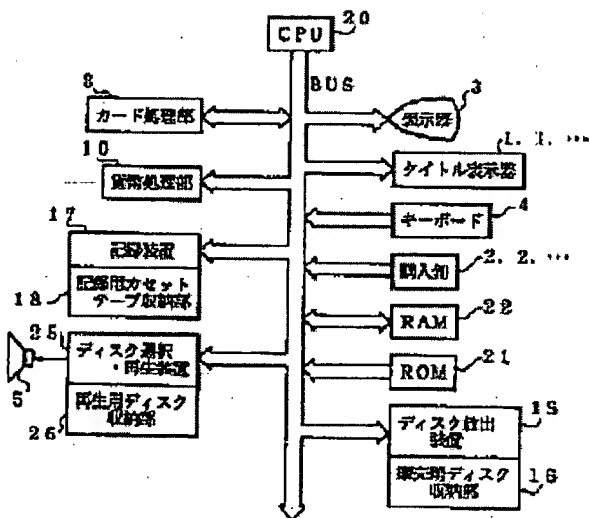 20
CPU
BUS
8
カード処理部
3
表示器
10
貨幣処理部
1, 1, …
タイトル表示器
4
キーボード
17
記録装置
記録用カセット
テープ収納部
18
2, 2, …
購入釦
22
RAM
21
ROM
25
ディスク選択
・再生装置
再生用ディスク
収納部
26
5
15
ディスク放出
装置
販売用ディスク
収納部
16